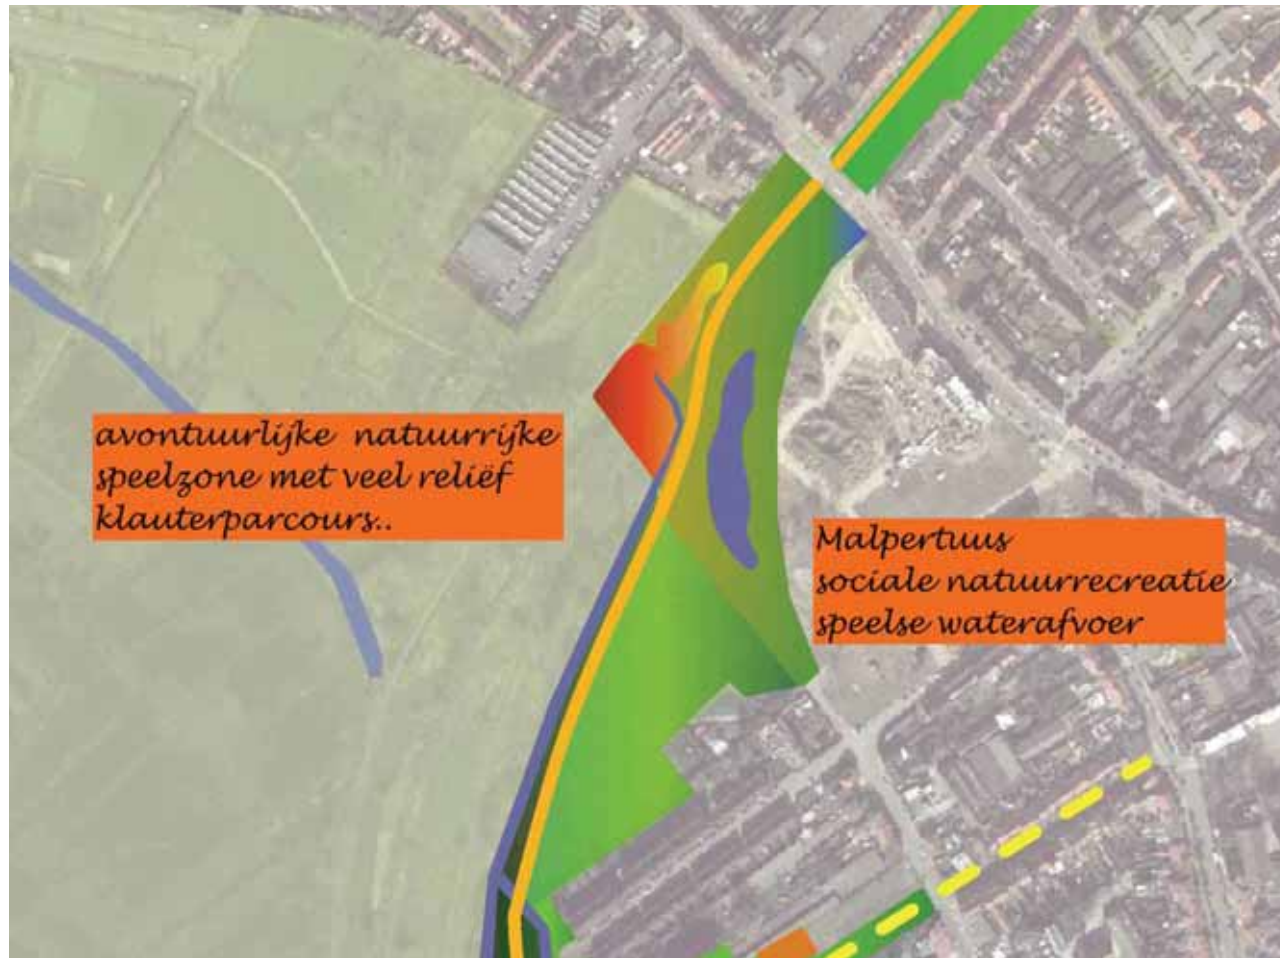 avontuurlijke natuurrijke
speelzone met veel reliëf
klauterparcours..
Malpertuus
sociale natuurrecreatie
speelse waterafvoer